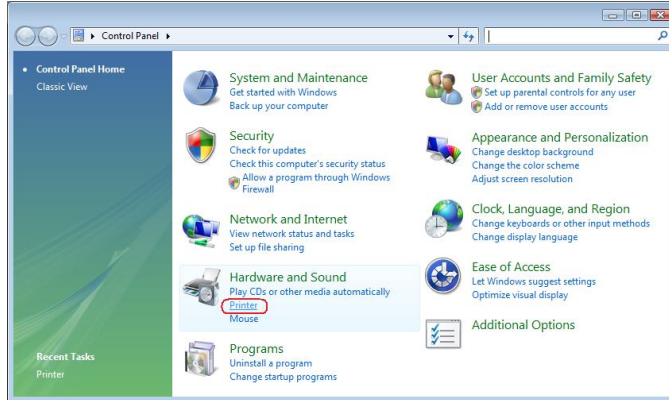 Control Panel
Control Panel Home
Classic View
System and Maintenance
Get started with Windows
Back up your computer
Security
Check for updates
Check this computer's security status
Allow a program through Windows
Firewall
Network and Internet
View network status and tasks
Set up file sharing
Hardware and Sound
Play CDs or other media automatically
Printer
Mouse
Programs
Uninstall a program
Change startup programs
User Accounts and Family Safety
Set up parental controls for any user
Add or remove user accounts
Appearance and Personalization
Change desktop background
Change the color scheme
Adjust screen resolution
Clock, Language, and Region
Change keyboards or other input methods
Change display language
Ease of Access
Let Windows suggest settings
Optimize visual display
Additional Options
Recent Tasks
Printer